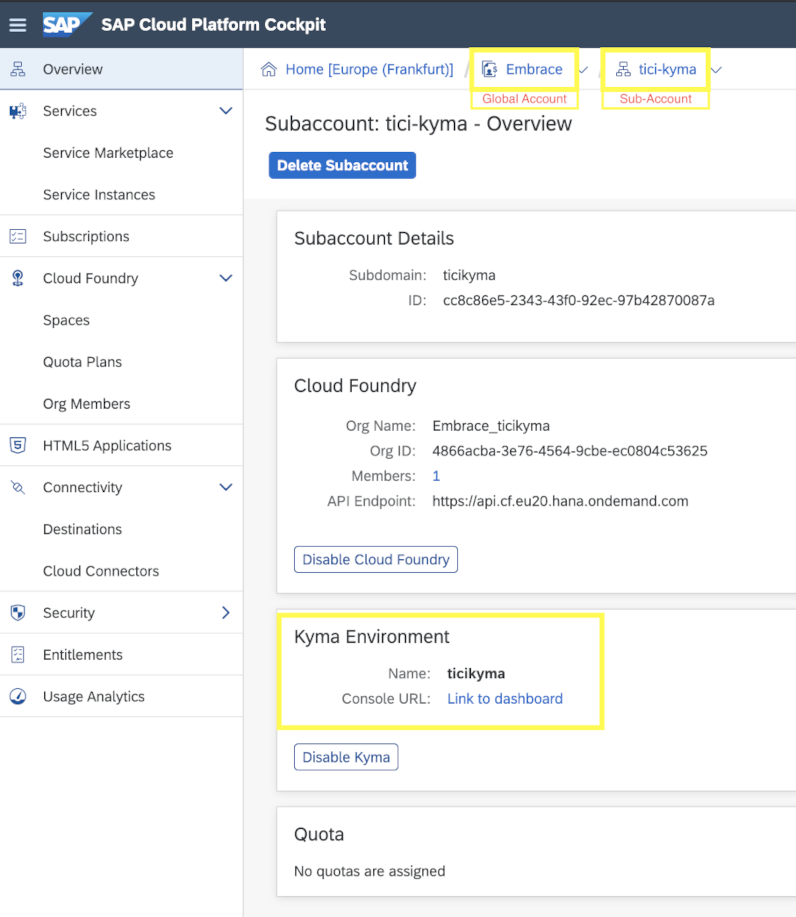 SAP SAP Cloud Platform Cockpit
Overview
Services
Service Marketplace
Service Instances
Subscriptions
Cloud Foundry
Spaces
Quota Plans
Org Members
HTML5 Applications
Connectivity
Destinations
Cloud Connectors
Security
Entitlements
Usage Analytics
Home [Europe (Frankfurt)] / Embrace / tici-kyma
Global Account Sub-Account
Subaccount: tici-kyma - Overview
Delete Subaccount
Subaccount Details
Subdomain: ticikyma
ID: cc8c86e5-2343-43f0-92ec-97b42870087a
Cloud Foundry
Org Name: Embrace_ticikyma
Org ID: 4866acba-3e76-4564-9cbe-ec0804c53625
Members: 1
API Endpoint: https://api.cf.eu20.hana.ondemand.com
Disable Cloud Foundry
Kyma Environment
Name: ticikyma
Console URL: Link to dashboard
Disable Kyma
Quota
No quotas are assigned